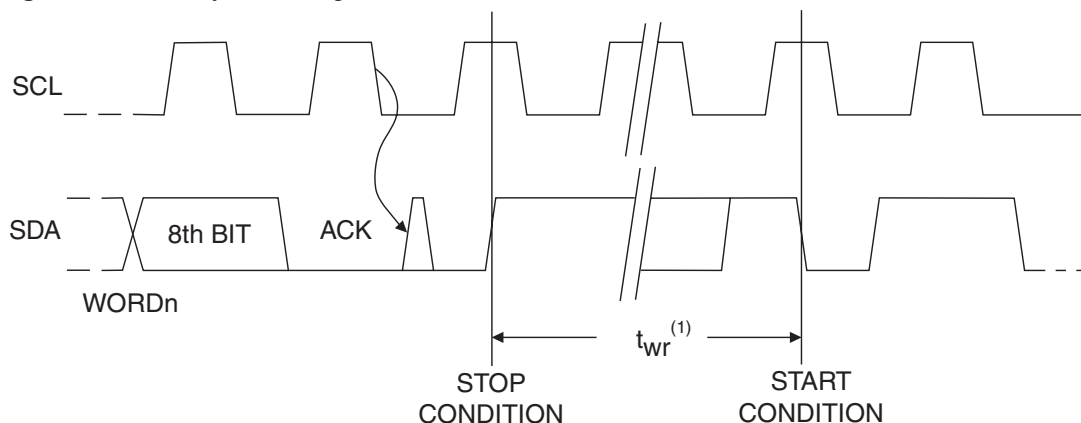 SCL
SDA
8th BIT
ACK
WORDn
twr(1)
STOP
CONDITION
START
CONDITION